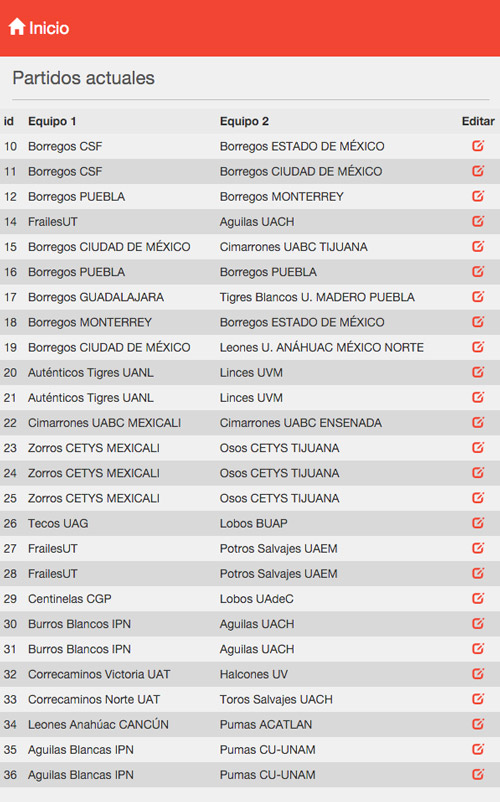 Inicio
Partidos actuales
id Equipo 1 Equipo 2 Editar
10 Borregos CSF Borregos ESTADO DE MÉXICO
11 Borregos CSF Borregos CIUDAD DE MÉXICO
12 Borregos PUEBLA Borregos MONTERREY
14 FrailesUT Aguilas UACH
15 Borregos CIUDAD DE MÉXICO Cimarrones UABC TIJUANA
16 Borregos PUEBLA Borregos PUEBLA
17 Borregos GUADALAJARA Tigres Blancos U. MADERO PUEBLA
18 Borregos MONTERREY Borregos ESTADO DE MÉXICO
19 Borregos CIUDAD DE MÉXICO Leones U. ANÁHUAC MÉXICO NORTE
20 Auténticos Tigres UANL Linces UVM
21 Auténticos Tigres UANL Linces UVM
22 Cimarrones UABC MEXICALI Cimarrones UABC ENSENADA
23 Zorros CETYS MEXICALI Osos CETYS TIJUANA
24 Zorros CETYS MEXICALI Osos CETYS TIJUANA
25 Zorros CETYS MEXICALI Osos CETYS TIJUANA
26 Tecos UAG Lobos BUAP
27 FrailesUT Potros Salvajes UAEM
28 FrailesUT Potros Salvajes UAEM
29 Centinelas CGP Lobos UAdeC
30 Burros Blancos IPN Aguilas UACH
31 Burros Blancos IPN Aguilas UACH
32 Correcaminos Victoria UAT Halcones UV
33 Correcaminos Norte UAT Toros Salvajes UACH
34 Leones Anahúac CANCÚN Pumas ACATLAN
35 Aguilas Blancas IPN Pumas CU-UNAM
36 Aguilas Blancas IPN Pumas CU-UNAM